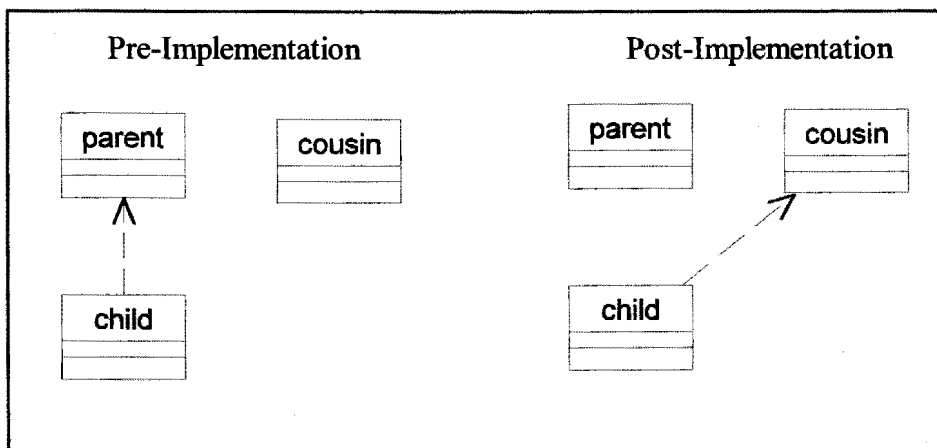 Pre-Implementation
Post-Implementation
parent
cousin
parent
cousin
child
child